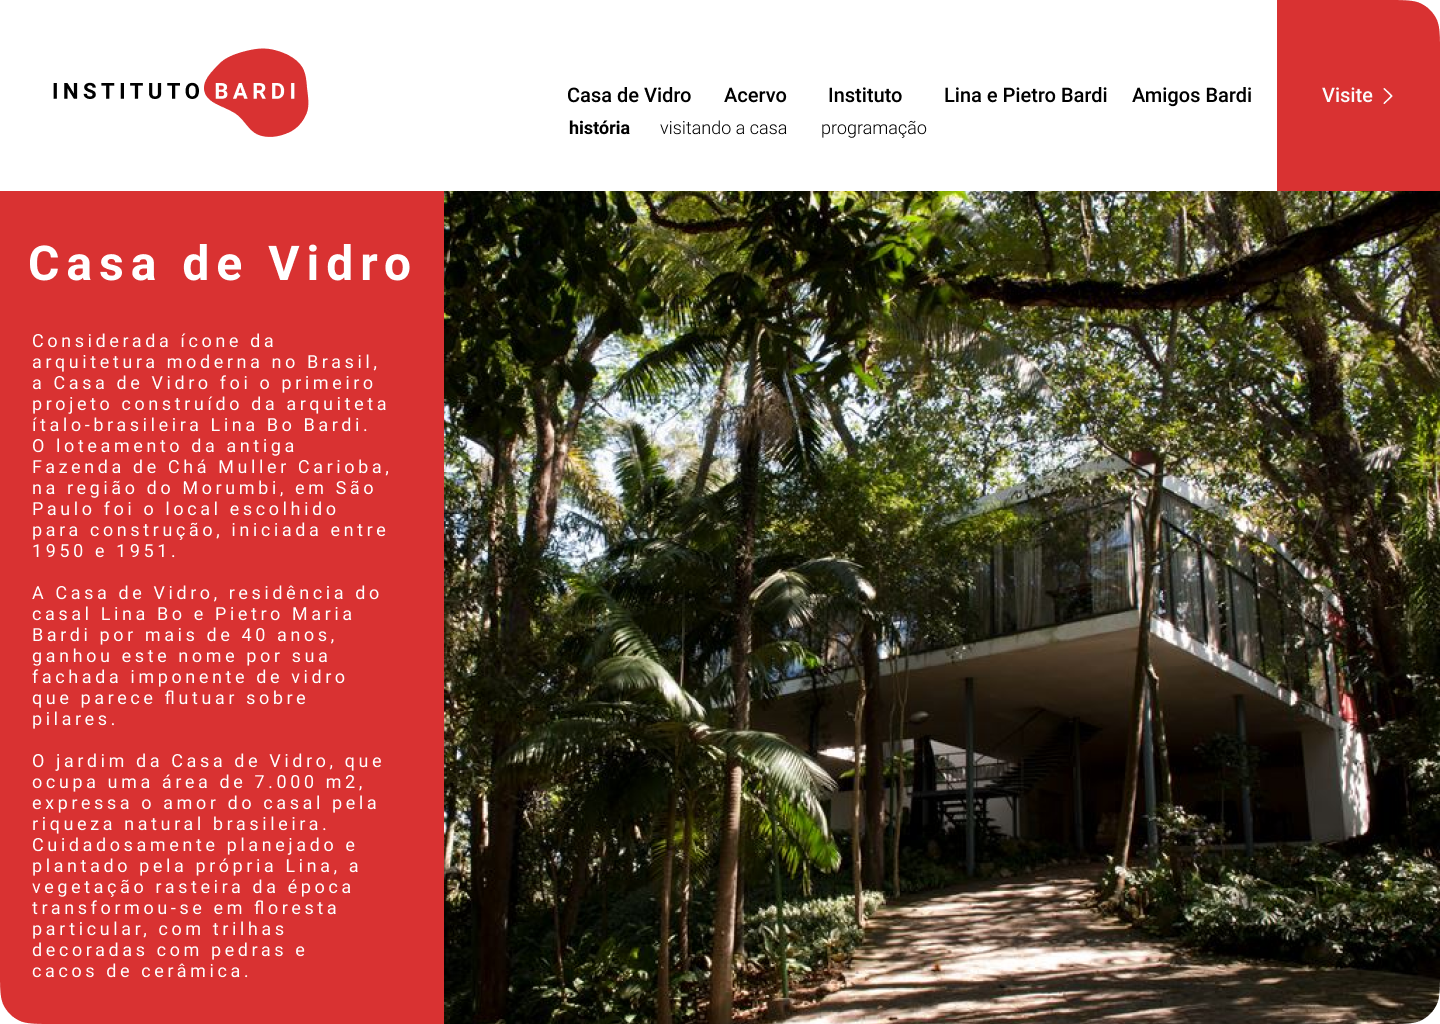 INSTITUTO BARDI
Casa de Vidro Acervo Instituto Lina e Pietro Bardi Amigos Bardi Visite
história visitando a casa programação
Casa de Vidro
Considerada ícone da
arquitetura moderna no Brasil,
a Casa de Vidro foi o primeiro
projeto construído da arquiteta
ítalo-brasileira Lina Bo Bardi.
O loteamento da antiga
Fazenda de Chá Muller Carioba,
na região do Morumbi, em São
Paulo foi o local escolhido
para construção, iniciada entre
1950 e 1951.
A Casa de Vidro, residência do
casal Lina Bo e Pietro Maria
Bardi por mais de 40 anos,
ganhou este nome por sua
fachada imponente de vidro
que parece flutuar sobre
pilares.
O jardim da Casa de Vidro, que
ocupa uma área de 7.000 m2,
expressa o amor do casal pela
riqueza natural brasileira.
Cuidadosamente planejado e
plantado pela própria Lina, a
vegetação rasteira da época
transformou-se em floresta
particular, com trilhas
decoradas com pedras e
cacos de cerâmica.